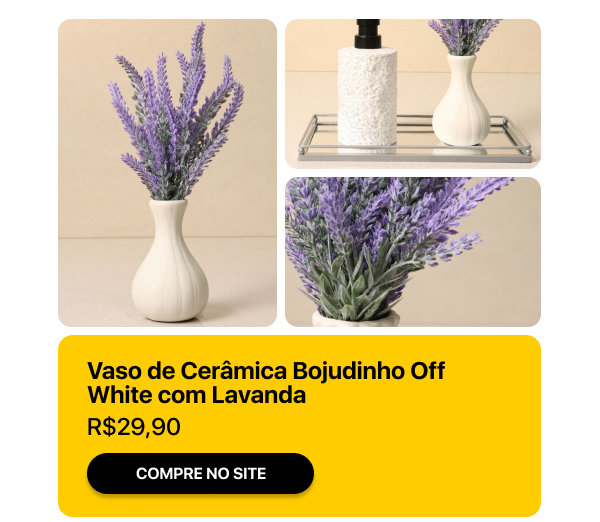 Vaso de Cerâmica Bojudinho Off
White com Lavanda
R$29,90
COMPRE NO SITE